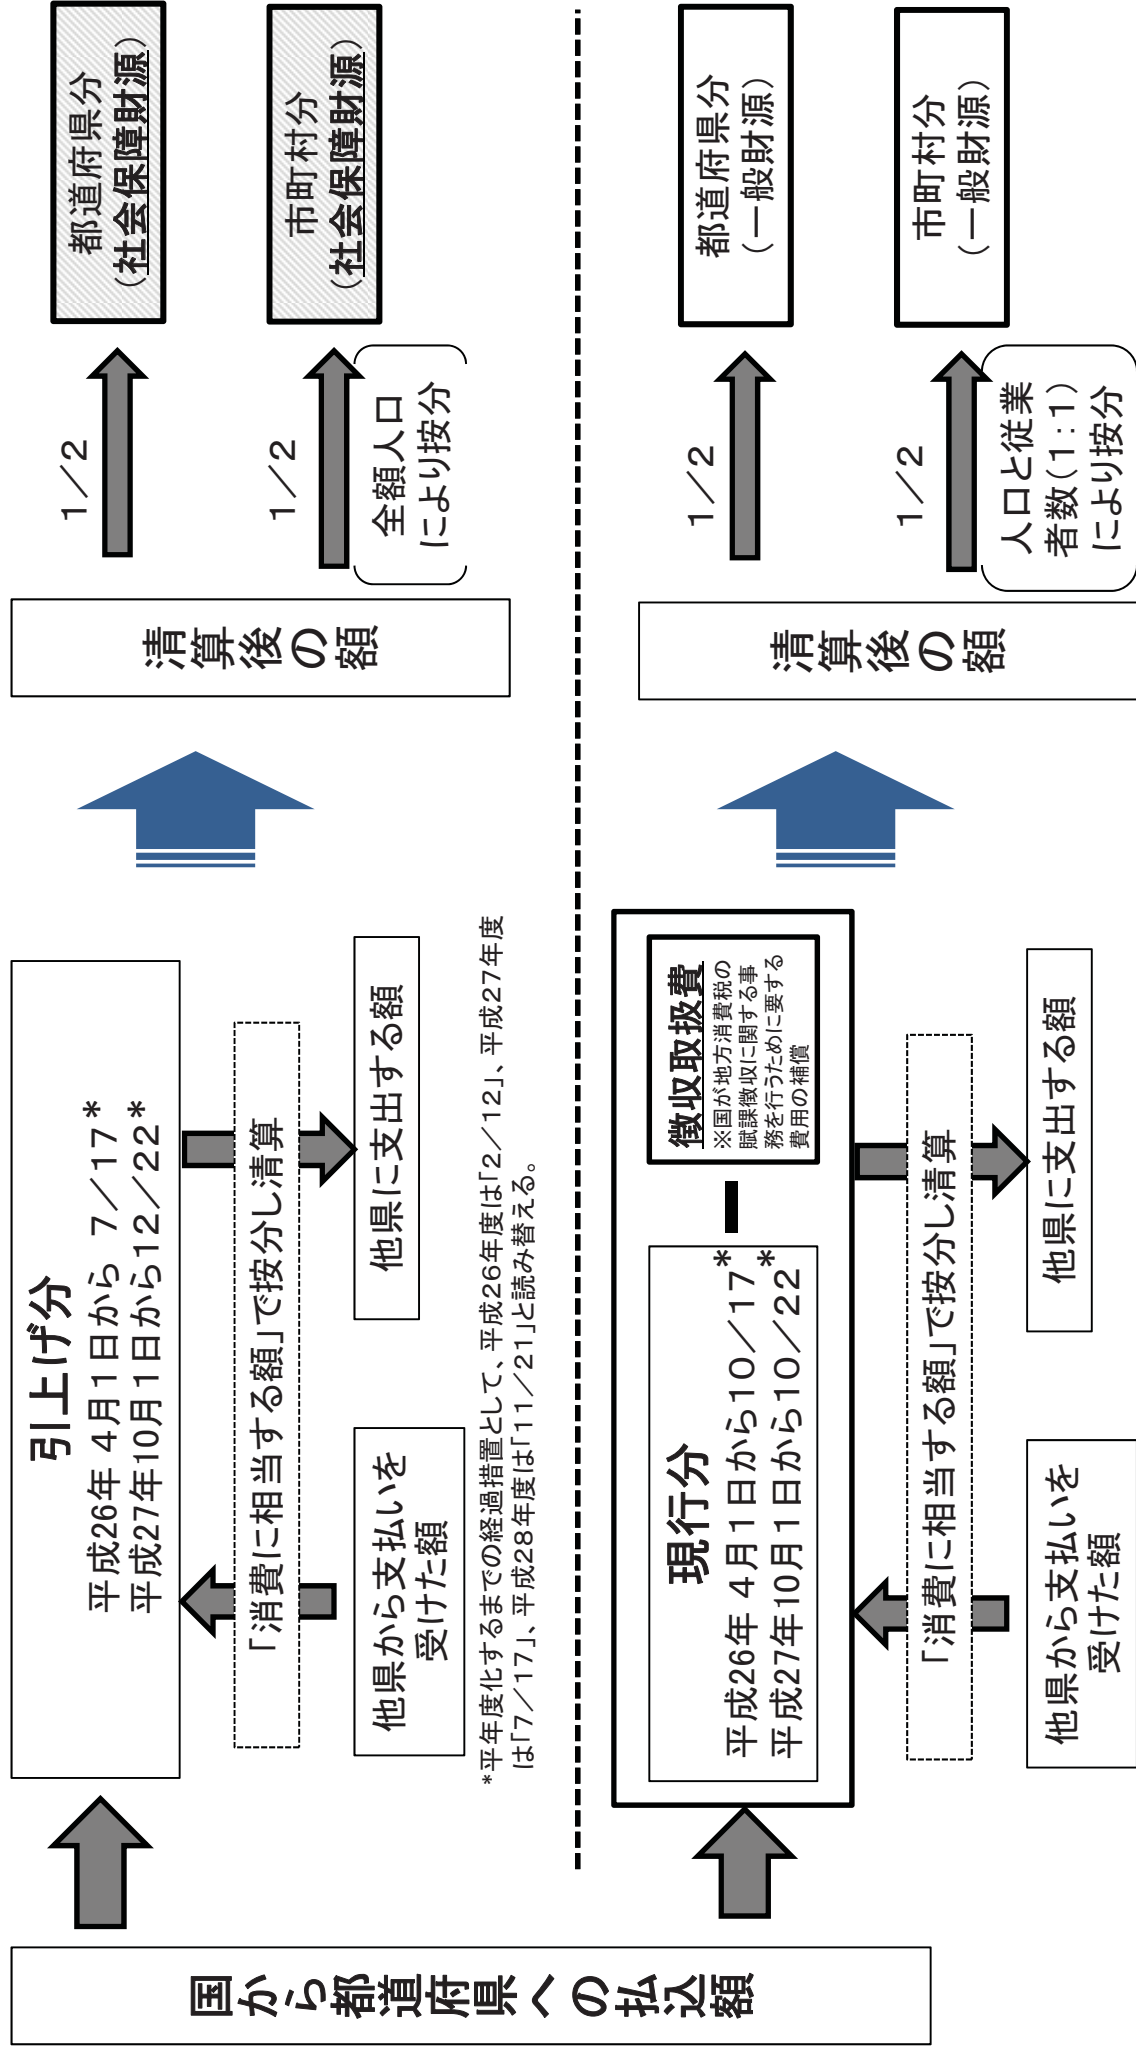 国から都道府県への払込額
引上げ分
平成26年 4月1日から 7／17*
平成27年10月1日から12／22*
「消費に相当する額」で按分し清算
他県から支払いを
受けた額
他県に支出する額
*平年度化するまでの経過措置として、平成26年度は「2／12」、平成27年度
は「7／17」、平成28年度は「11／21」と読み替える。
清算後の額
1／2
都道府県分
（社会保障財源）
1／2
全額人口
により按分
市町村分
（社会保障財源）
現行分
平成26年 4月1日から10／17*
平成27年10月1日から10／22*
徴収取扱費
※国が地方消費税の
賦課徴収に関する事
務を行うために要する
費用の補償
「消費に相当する額」で按分し清算
他県から支払いを
受けた額
他県に支出する額
清算後の額
1／2
都道府県分
（一般財源）
1／2
人口と従業
者数（1：1）
により按分
市町村分
（一般財源）